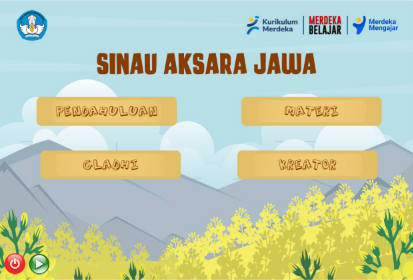 Kurikulum Merdeka
MERDEKA BELAJAR
Merdeka Mengajar
SINAU AKSARA JAWA
PENDAHULUAN
MATERI
GLADHI
KREATOR